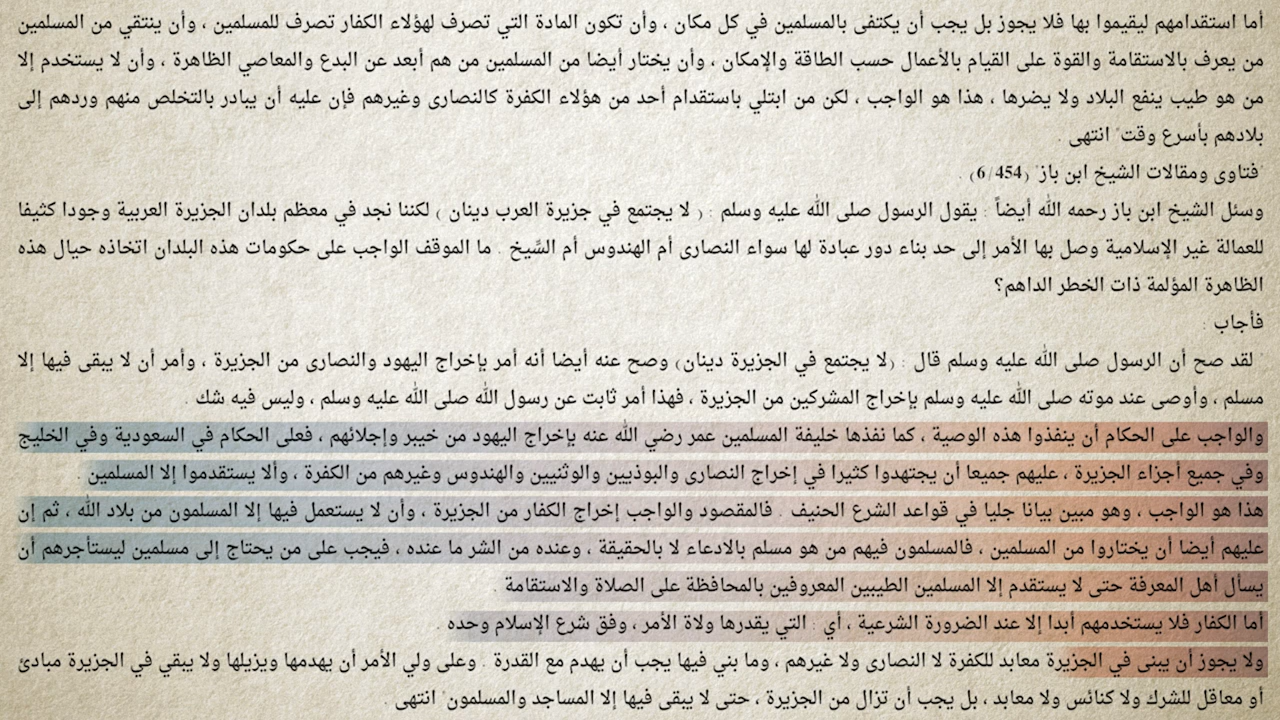 أما استقدامهم ليقيموا بها فلا يجوز بل يجب أن يكتفى بالمسلمين في كل مكان ، وأن تكون المادة التي تصرف لهؤلاء الكفار تصرف للمسلمين ، وأن ينتقي من المسلمين
من يعرف بالاستقامة والقوة على القيام بالأعمال حسب الطاقة والإمكان ، وأن يختار أيضا من المسلمين من هم أبعد عن البدع والمعاصي الظاهرة ، وأن لا يستخدم إلا
من هو طيب ينفع البلاد ولا يضرها ، هذا هو الواجب ، لكن من ابتلي باستقدام أحد من هؤلاء الكفرة كالنصارى وغيرهم فإن عليه أن يبادر بالتخلص منهم وردهم إلى
بلادهم بأسرع وقت" انتهى .
"فتاوى ومقالات الشيخ ابن باز" (6/454) .
وسئل الشيخ ابن باز رحمه الله أيضاً : يقول الرسول صلى الله عليه وسلم : ( لا يجتمع في جزيرة العرب دينان ) لكننا نجد في معظم بلدان الجزيرة العربية وجودا كثيفا
للعمالة غير الإسلامية وصل بها الأمر إلى حد بناء دور عبادة لها سواء النصارى أم الهندوس أم السِّيخ . ما الموقف الواجب على حكومات هذه البلدان اتخاذه حيال هذه
الظاهرة المؤلمة ذات الخطر الداهم؟
فأجاب :
" لقد صح أن الرسول صلى الله عليه وسلم قال : (لا يجتمع في الجزيرة دينان) وصح عنه أيضا أنه أمر بإخراج اليهود والنصارى من الجزيرة ، وأمر أن لا يبقى فيها إلا
مسلم ، وأوصى عند موته صلى الله عليه وسلم بإخراج المشركين من الجزيرة ، فهذا أمر ثابت عن رسول الله صلى الله عليه وسلم ، وليس فيه شك .
والواجب على الحكام أن ينفذوا هذه الوصية ، كما نفذها خليفة المسلمين عمر رضي الله عنه بإخراج اليهود من خيبر وإجلائهم ، فعلى الحكام في السعودية وفي الخليج
وفي جميع أجزاء الجزيرة ، عليهم جميعا أن يجتهدوا كثيرا في إخراج النصارى والبوذيين والوثنيين والهندوس وغيرهم من الكفرة ، وألا يستقدموا إلا المسلمين .
هذا هو الواجب ، وهو مبين بيانا جليا في قواعد الشرع الحنيف . فالمقصود والواجب إخراج الكفار من الجزيرة ، وأن لا يستعمل فيها إلا المسلمون من بلاد الله ، ثم إن
عليهم أيضا أن يختاروا من المسلمين ، فالمسلمون فيهم من هو مسلم بالادعاء لا بالحقيقة ، وعنده من الشر ما عنده ، فيجب على من يحتاج إلى مسلمين ليستأجرهم أن
يسأل أهل المعرفة حتى لا يستقدم إلا المسلمين الطيبين المعروفين بالمحافظة على الصلاة والاستقامة .
أما الكفار فلا يستخدمهم أبدا إلا عند الضرورة الشرعية ، أي : التي يقدرها ولاة الأمر ، وفق شرع الإسلام وحده .
ولا يجوز أن يبنى في الجزيرة معابد للكفرة لا النصارى ولا غيرهم ، وما بني فيها يجب أن يهدم مع القدرة . وعلى ولي الأمر أن يهدمها ويزيلها ولا يبقي في الجزيرة مبادئ
أو معاقل للشرك ولا كنائس ولا معابد ، بل يجب أن تزال من الجزيرة ، حتى لا يبقى فيها إلا المساجد والمسلمون" انتهى .